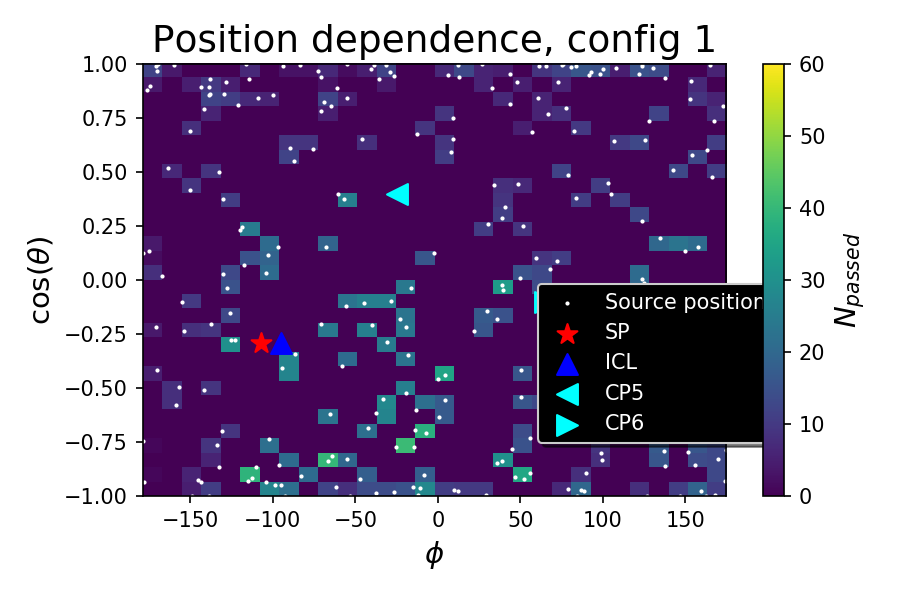 Position dependence, config 1
1.00
0.75
0.50
0.25
0.00
−0.25
−0.50
−0.75
−1.00
cos(θ)
−150
−100
−50
0
50
100
150
ϕ
Source position
SP
ICL
CP5
CP6
60
50
40
30
20
10
0
N_passed